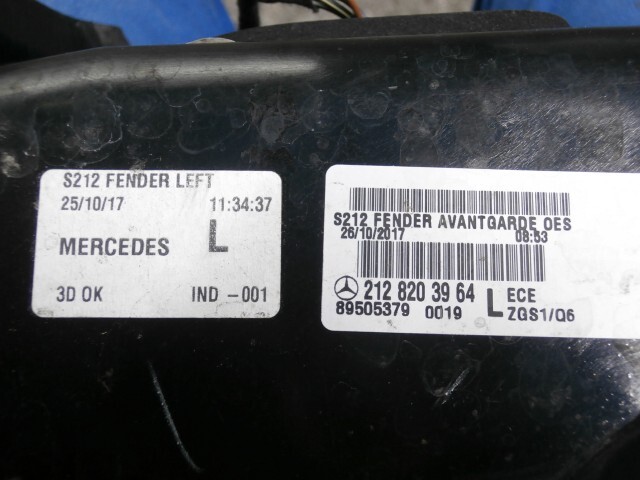 S212 FENDER LEFT
25/10/17 11:34:37
MERCEDES L
3D OK IND -001
S212 FENDER AVANTGARDE OES
26/10/2017 08:53
212 820 39 64 L ECE
89505379 0019 ZGS1/Q6